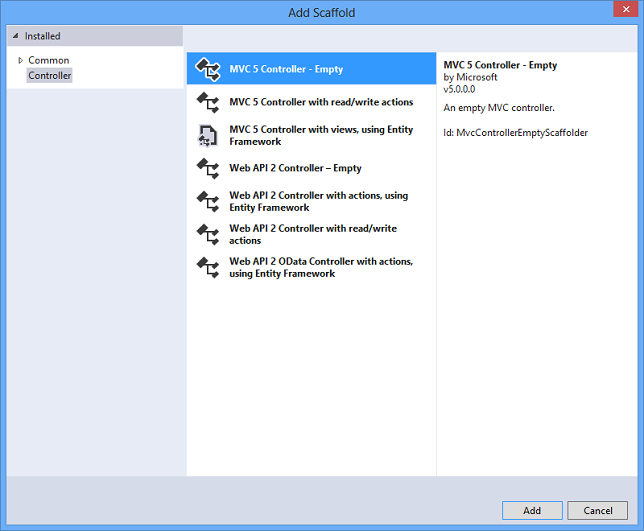 Add Scaffold
Installed
Common
Controller
MVC 5 Controller - Empty
MVC 5 Controller with read/write actions
MVC 5 Controller with views, using Entity
Framework
Web API 2 Controller – Empty
Web API 2 Controller with actions, using
Entity Framework
Web API 2 Controller with read/write
actions
Web API 2 OData Controller with actions,
using Entity Framework
MVC 5 Controller - Empty
by Microsoft
v5.0.0.0
An empty MVC controller.
Id: MvcControllerEmptyScaffolder
Add
Cancel